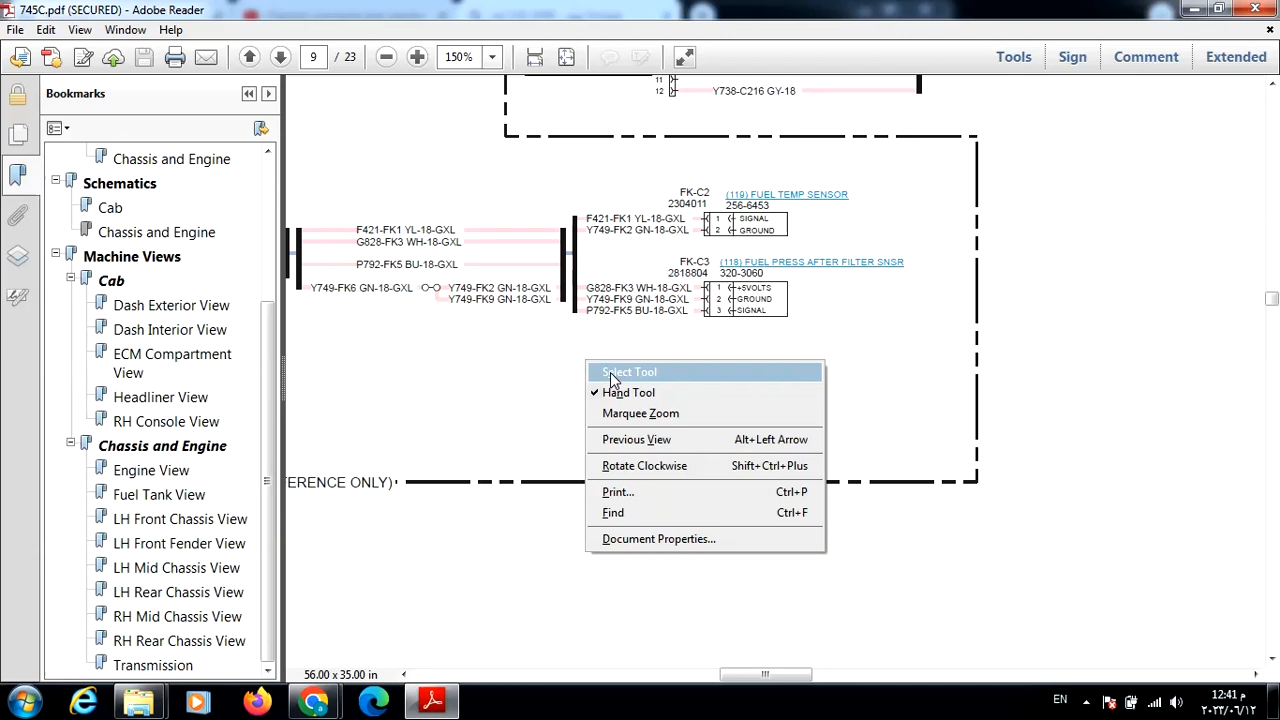 745C.pdf (SECURED) - Adobe Reader
File Edit View Window Help
9 / 23 150% Tools Sign Comment Extended
Bookmarks
Chassis and Engine
Schematics
Cab
Chassis and Engine
Machine Views
Cab
Dash Exterior View
Dash Interior View
ECM Compartment
View
Headliner View
RH Console View
Chassis and Engine
Engine View
Fuel Tank View
LH Front Chassis View
LH Front Fender View
LH Mid Chassis View
LH Rear Chassis View
RH Mid Chassis View
RH Rear Chassis View
Transmission
11
12 Y738-C216 GY-18
FK-C2 (119) FUEL TEMP SENSOR
2304011 256-6453
F421-FK1 YL-18-GXL 1 SIGNAL
Y749-FK2 GN-18-GXL 2 GROUND
F421-FK1 YL-18-GXL
G828-FK3 WH-18-GXL
P792-FK5 BU-18-GXL
Y749-FK6 GN-18-GXL Y749-FK2 GN-18-GXL
Y749-FK9 GN-18-GXL
FK-C3 (118) FUEL PRESS AFTER FILTER SNSR
2818804 320-3060
G828-FK3 WH-18-GXL 1 +5VOLTS
Y749-FK9 GN-18-GXL 2 GROUND
P792-FK5 BU-18-GXL 3 SIGNAL
Select Tool
Hand Tool
Marquee Zoom
Previous View Alt+Left Arrow
Rotate Clockwise Shift+Ctrl+Plus
Print... Ctrl+P
Find Ctrl+F
Document Properties...
ERENCE ONLY)
56.00 x 35.00 in
EN
12:41 م
٢٠٢٣/٠٦/١٢